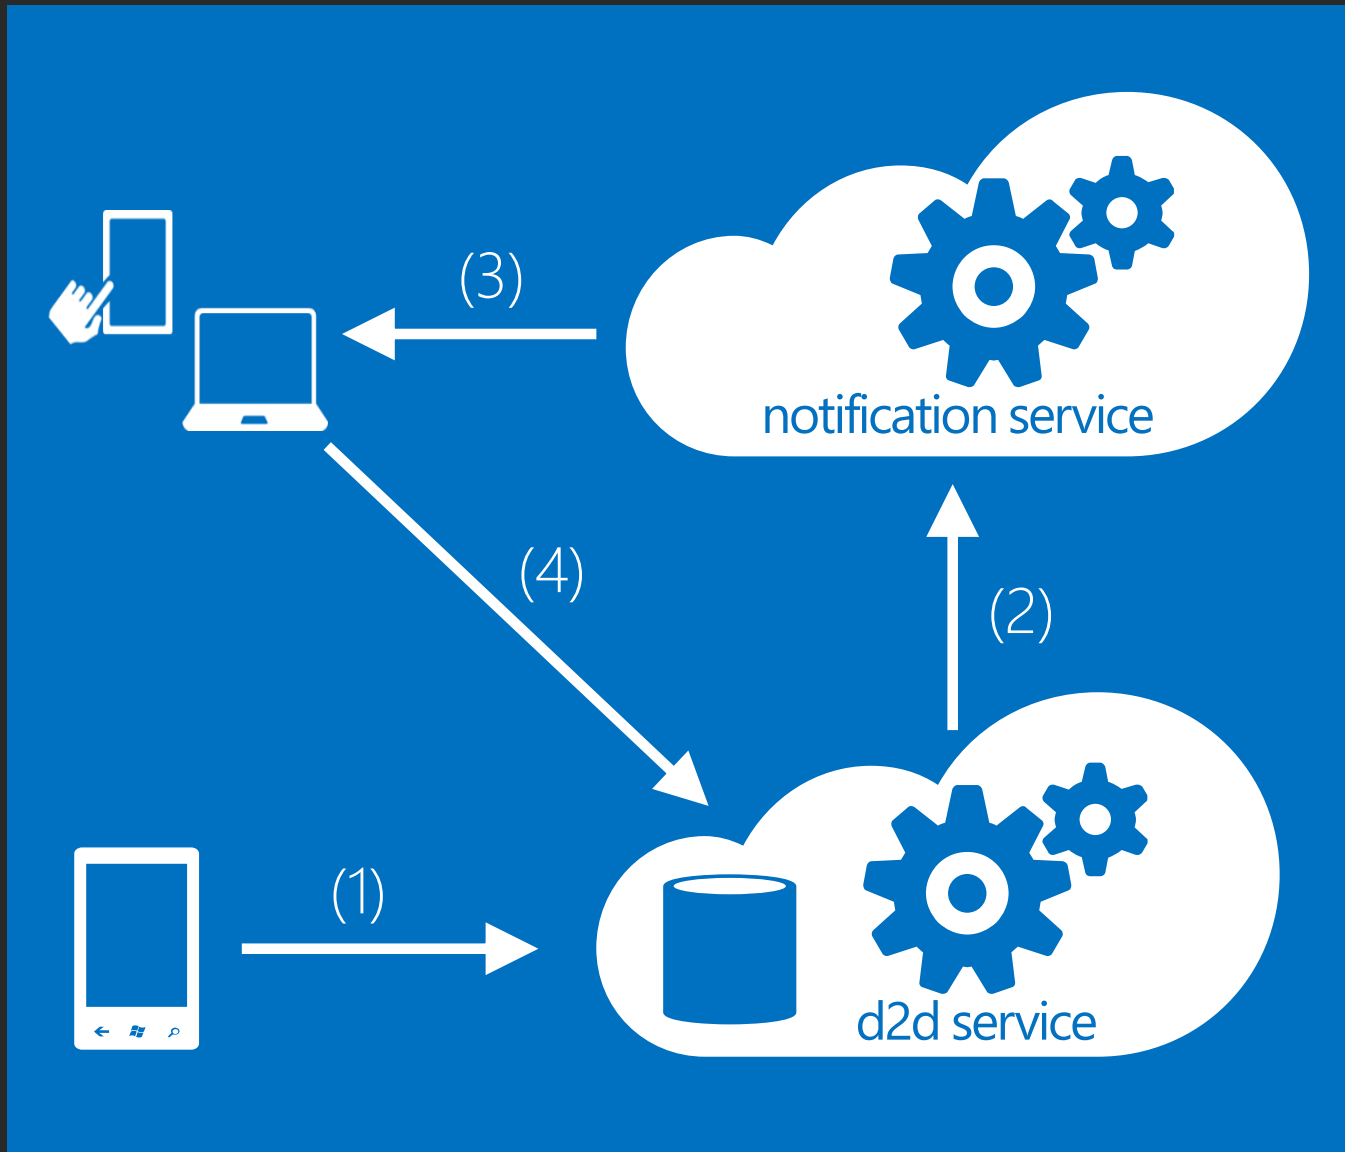 (3)
notification service
(4)
(2)
(1)
d2d service